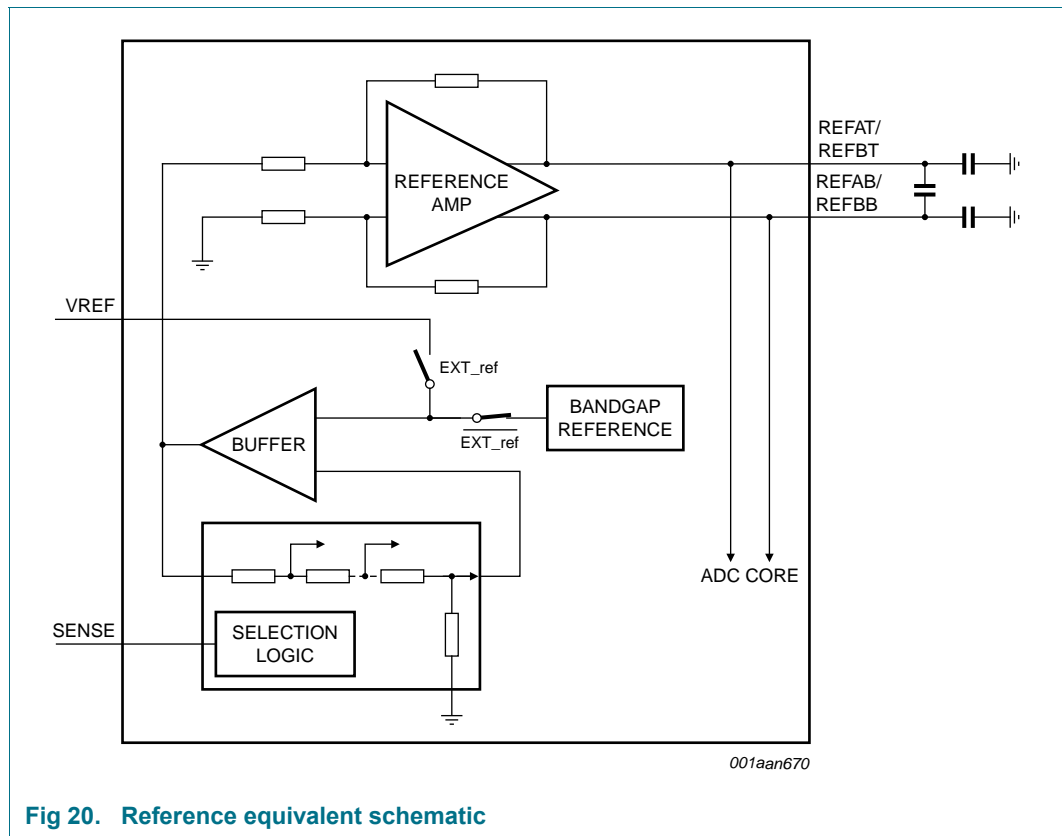 REFAT/
REFBT
REFERENCE
AMP
REFAB/
REFBB
VREF
EXT_ref
BUFFER
EXT_ref
BANDGAP
REFERENCE
ADC CORE
SENSE
SELECTION
LOGIC
001aan670
Fig 20. Reference equivalent schematic